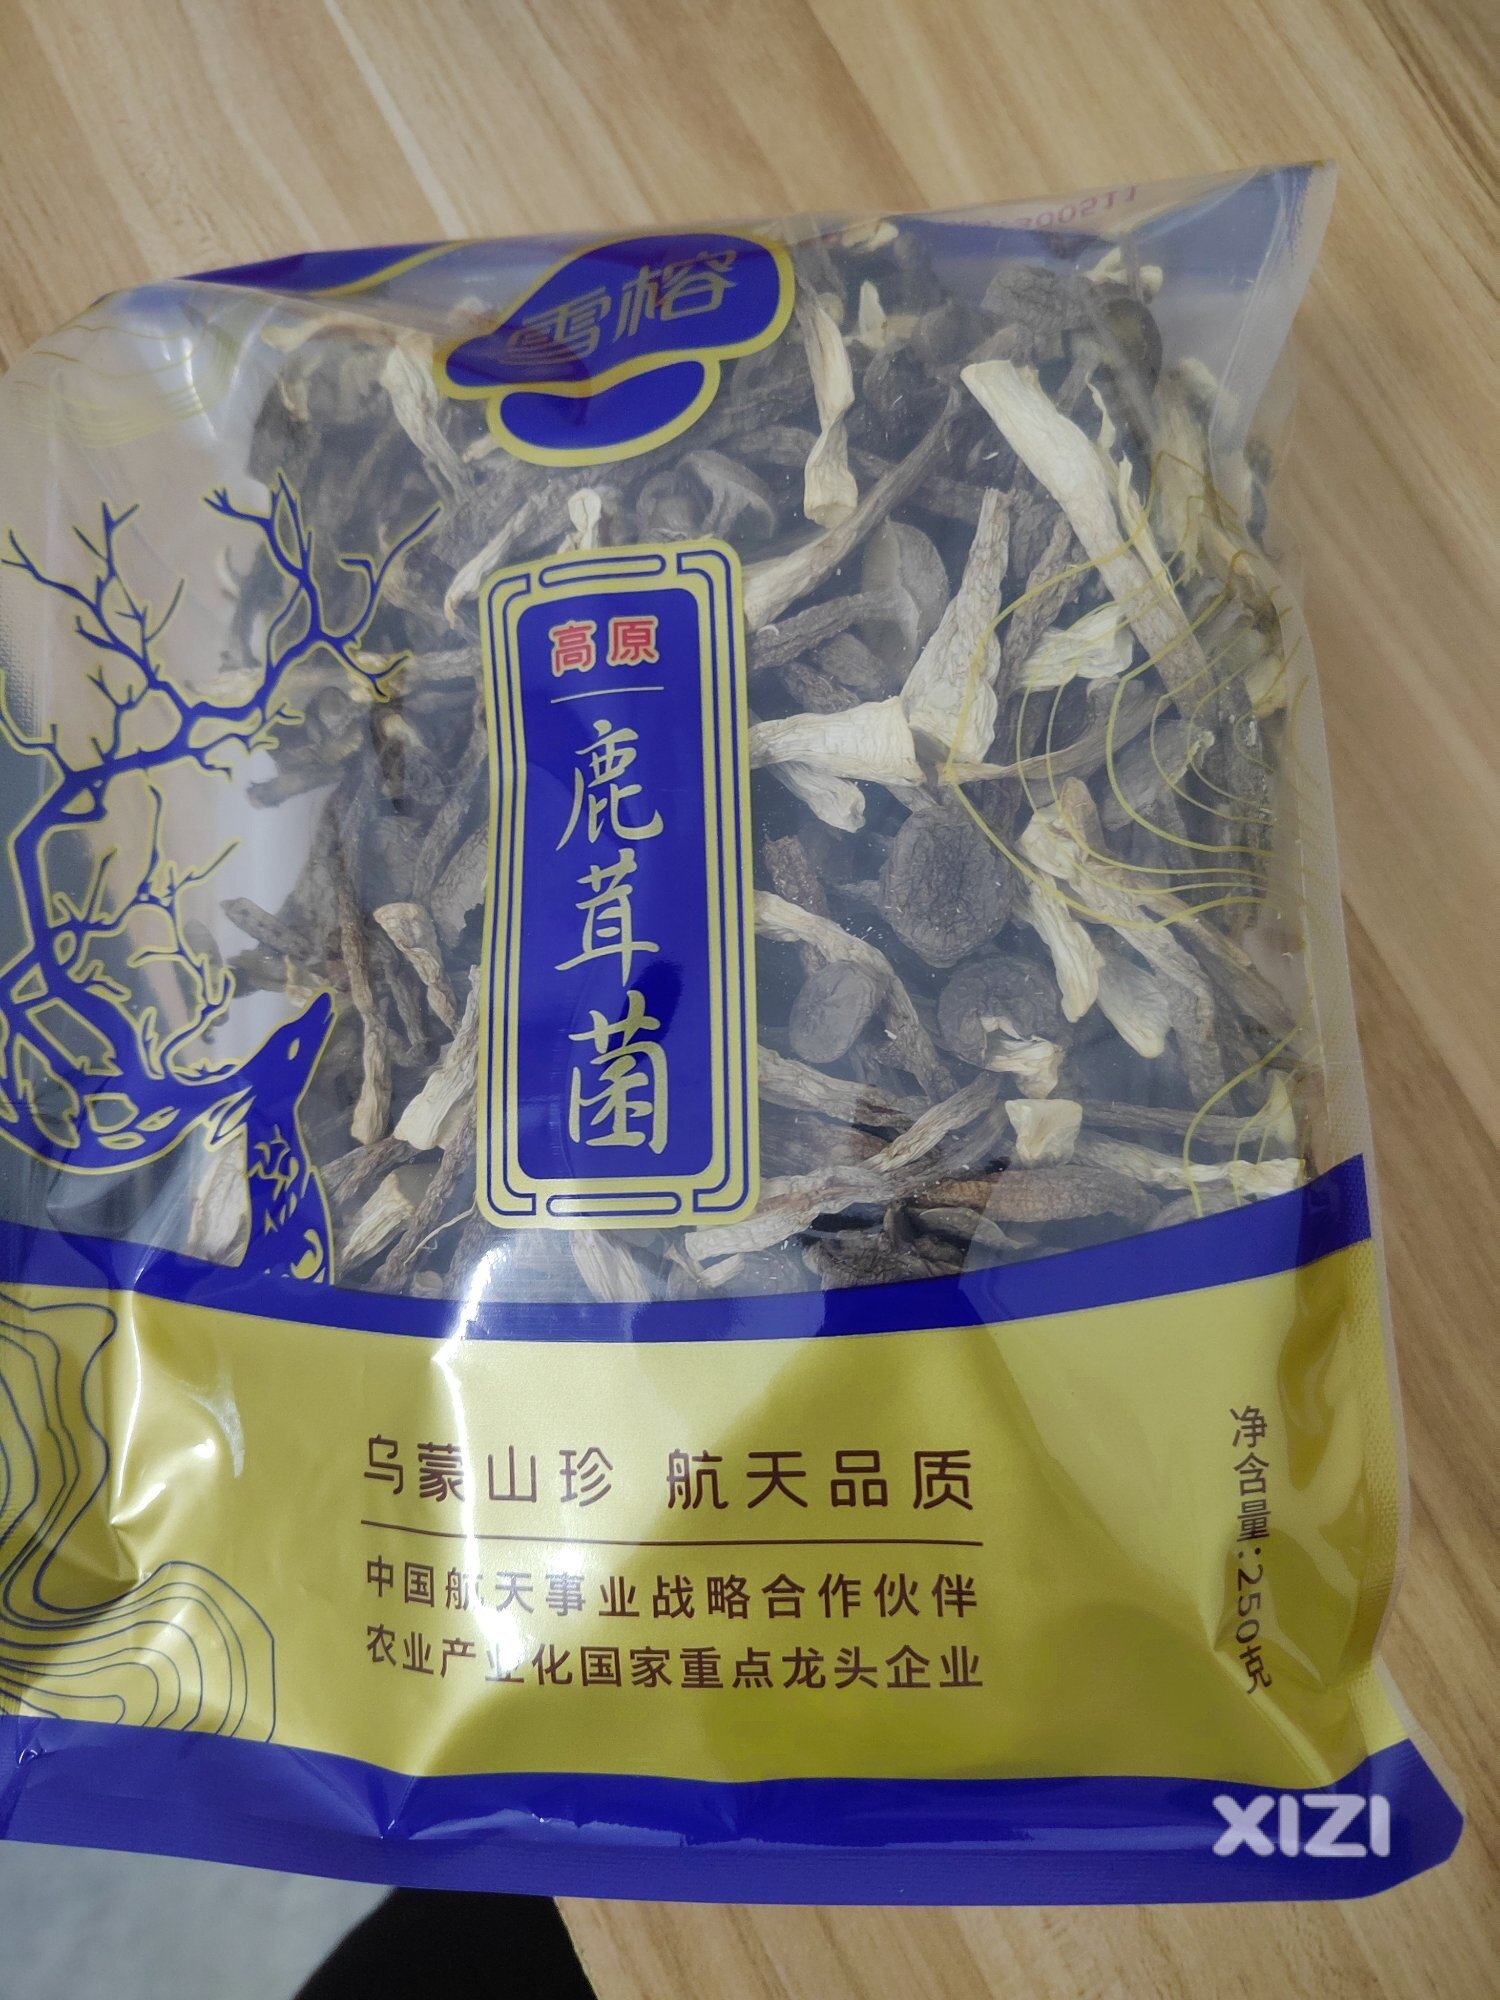 雪榕
高原
鹿茸菌
乌蒙山珍 航天品质
中国航天事业战略合作伙伴
农业产业化国家重点龙头企业
净含量:250克
XIZI